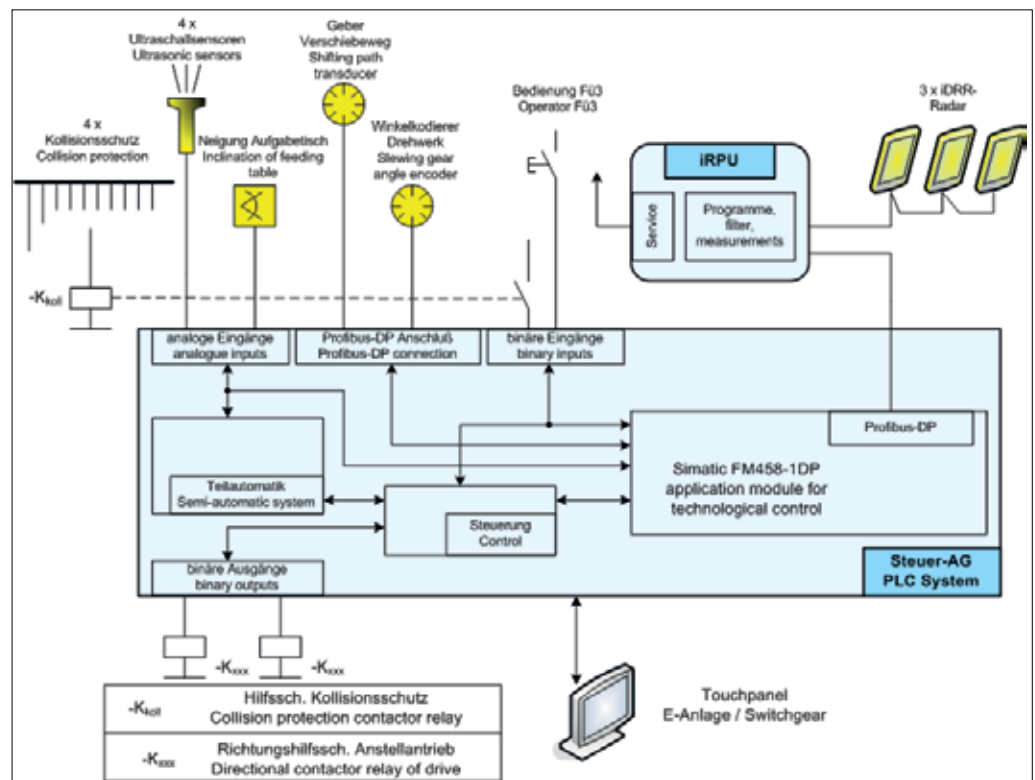 4 x
Ultraschallsensoren
Ultrasonic sensors
Geber
Verschiebeweg
Shifting path
transducer
4 x
Kollisionsschutz
Collision protection
Neigung Aufgabetisch
Inclination of feeding
table
Winkelkodierer
Drehwerk
Slewing gear
angle encoder
Bedienung Fü3
Operator Fü3
3 x iDRR-
Radar
iRPU
Service
Programme,
filter,
measurements
-Kkoll
analoge Eingänge
analogue inputs
Profibus-DP Anschluß
Profibus-DP connection
binäre Eingänge
binary inputs
Profibus-DP
Simatic FM458-1DP
application module for
technological control
Teilautomatik
Semi-automatic system
Steuerung
Control
binäre Ausgänge
binary outputs
Steuer-AG
PLC System
-Kxxx
-Kxxx
-Kkoll
Hilfssch. Kollisionsschutz
Collision protection contactor relay
-Kxxx
Richtungshilfssch. Anstellantrieb
Directional contactor relay of drive
Touchpanel
E-Anlage / Switchgear